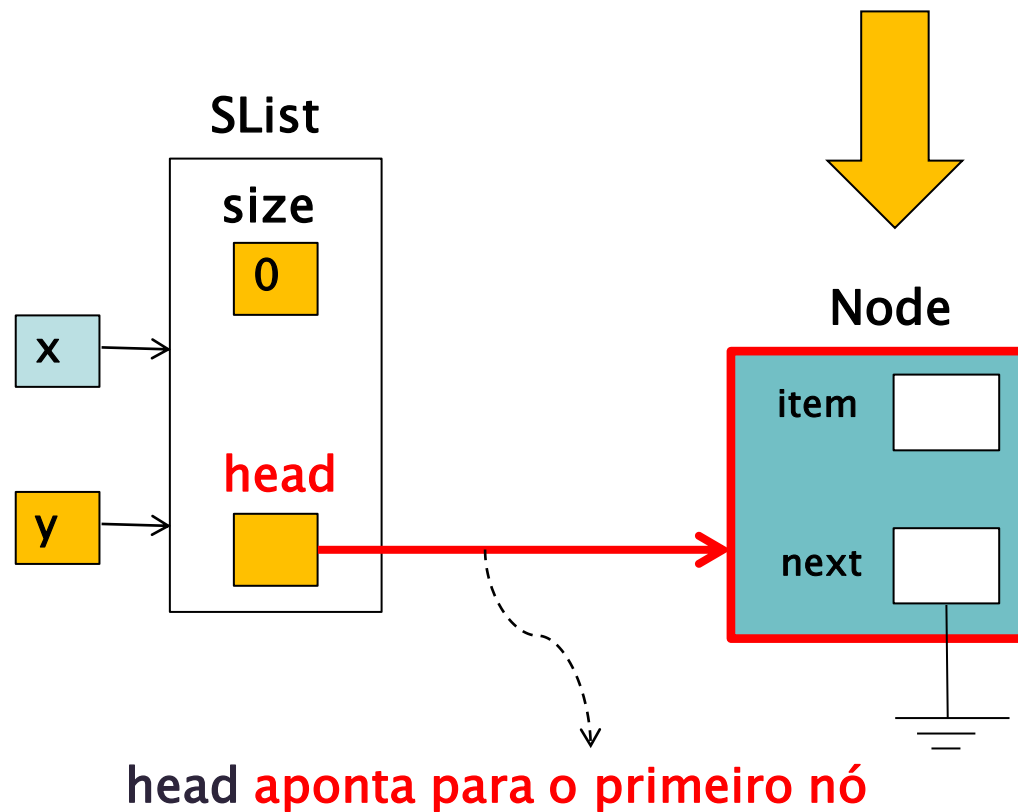 SList
size
0
Node
x
item
head
y
next
head aponta para o primeiro nó